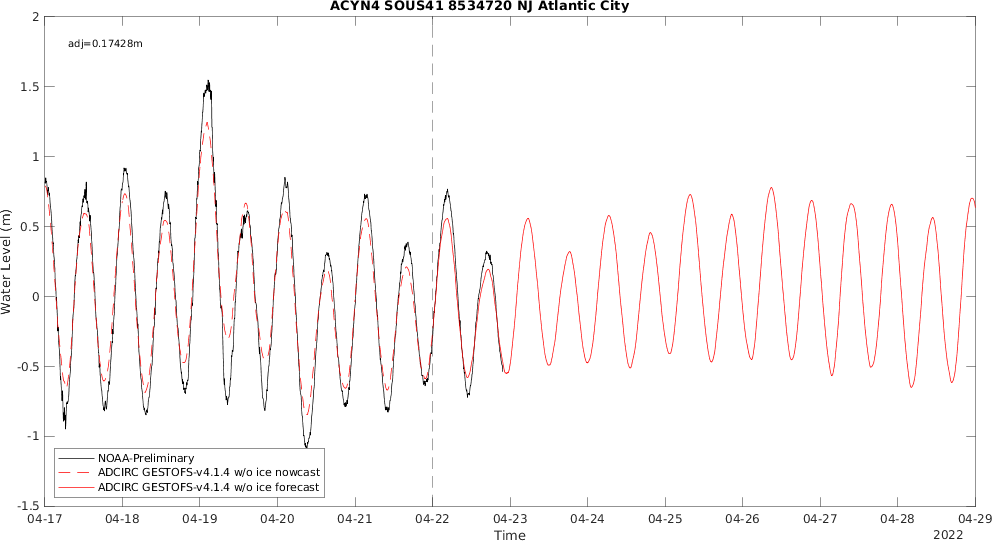 ACYN4 SOUS41 8534720 NJ Atlantic City
adj=0.17428m
Water Level (m)
2
1.5
1
0.5
0
-0.5
-1
-1.5
NOAA-Preliminary
ADCIRC GESTOFS-v4.1.4 w/o ice nowcast
ADCIRC GESTOFS-v4.1.4 w/o ice forecast
04-17 04-18 04-19 04-20 04-21 04-22 04-23 04-24 04-25 04-26 04-27 04-28 04-29
Time
2022